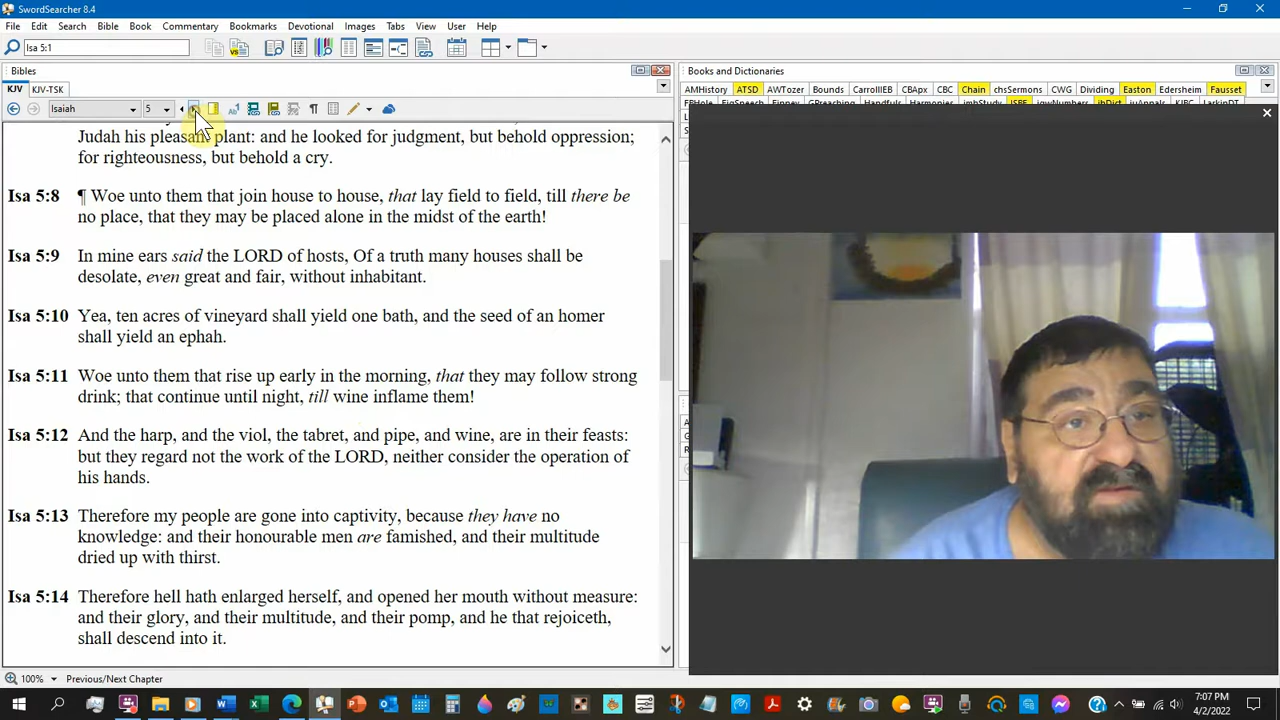 SwordSearcher 8.4
File Edit Search Bible Book Commentary Bookmarks Devotional Images Tabs View User Help
Isa 5:1
Bibles
Books and Dictionaries
KJV KJV-TSK
AMHistory ATSD AWTozer Bounds CarrollIEB CBApx CBC Chain chsSermons Dividing Easton Edersheim Fausset
Isaiah 5
Judah his pleasant plant: and he looked for judgment, but behold oppression;
for righteousness, but behold a cry.
Isa 5:8 ¶ Woe unto them that join house to house, that lay field to field, till there be
no place, that they may be placed alone in the midst of the earth!
Isa 5:9 In mine ears said the LORD of hosts, Of a truth many houses shall be
desolate, even great and fair, without inhabitant.
Isa 5:10 Yea, ten acres of vineyard shall yield one bath, and the seed of an homer
shall yield an ephah.
Isa 5:11 Woe unto them that rise up early in the morning, that they may follow strong
drink; that continue until night, till wine inflame them!
Isa 5:12 And the harp, and the viol, the tabret, and pipe, and wine, are in their feasts:
but they regard not the work of the LORD, neither consider the operation of
his hands.
Isa 5:13 Therefore my people are gone into captivity, because they have no
knowledge: and their honourable men are famished, and their multitude
dried up with thirst.
Isa 5:14 Therefore hell hath enlarged herself, and opened her mouth without measure:
and their glory, and their multitude, and their pomp, and he that rejoiceth,
shall descend into it.
100% Previous/Next Chapter
7:07 PM
4/2/2022